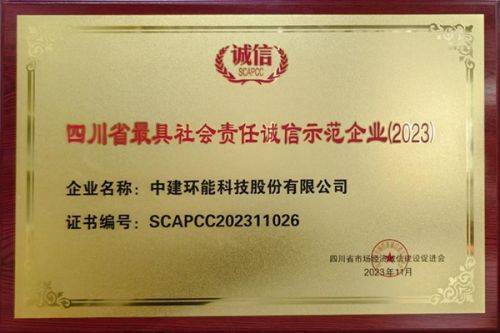 诚信
SCAPCC
四川省最具社会责任诚信示范企业(2023)
企业名称：中建环能科技股份有限公司
证书编号：SCAPCC202311026
四川省市场经济诚信建设促进会
2023年11月